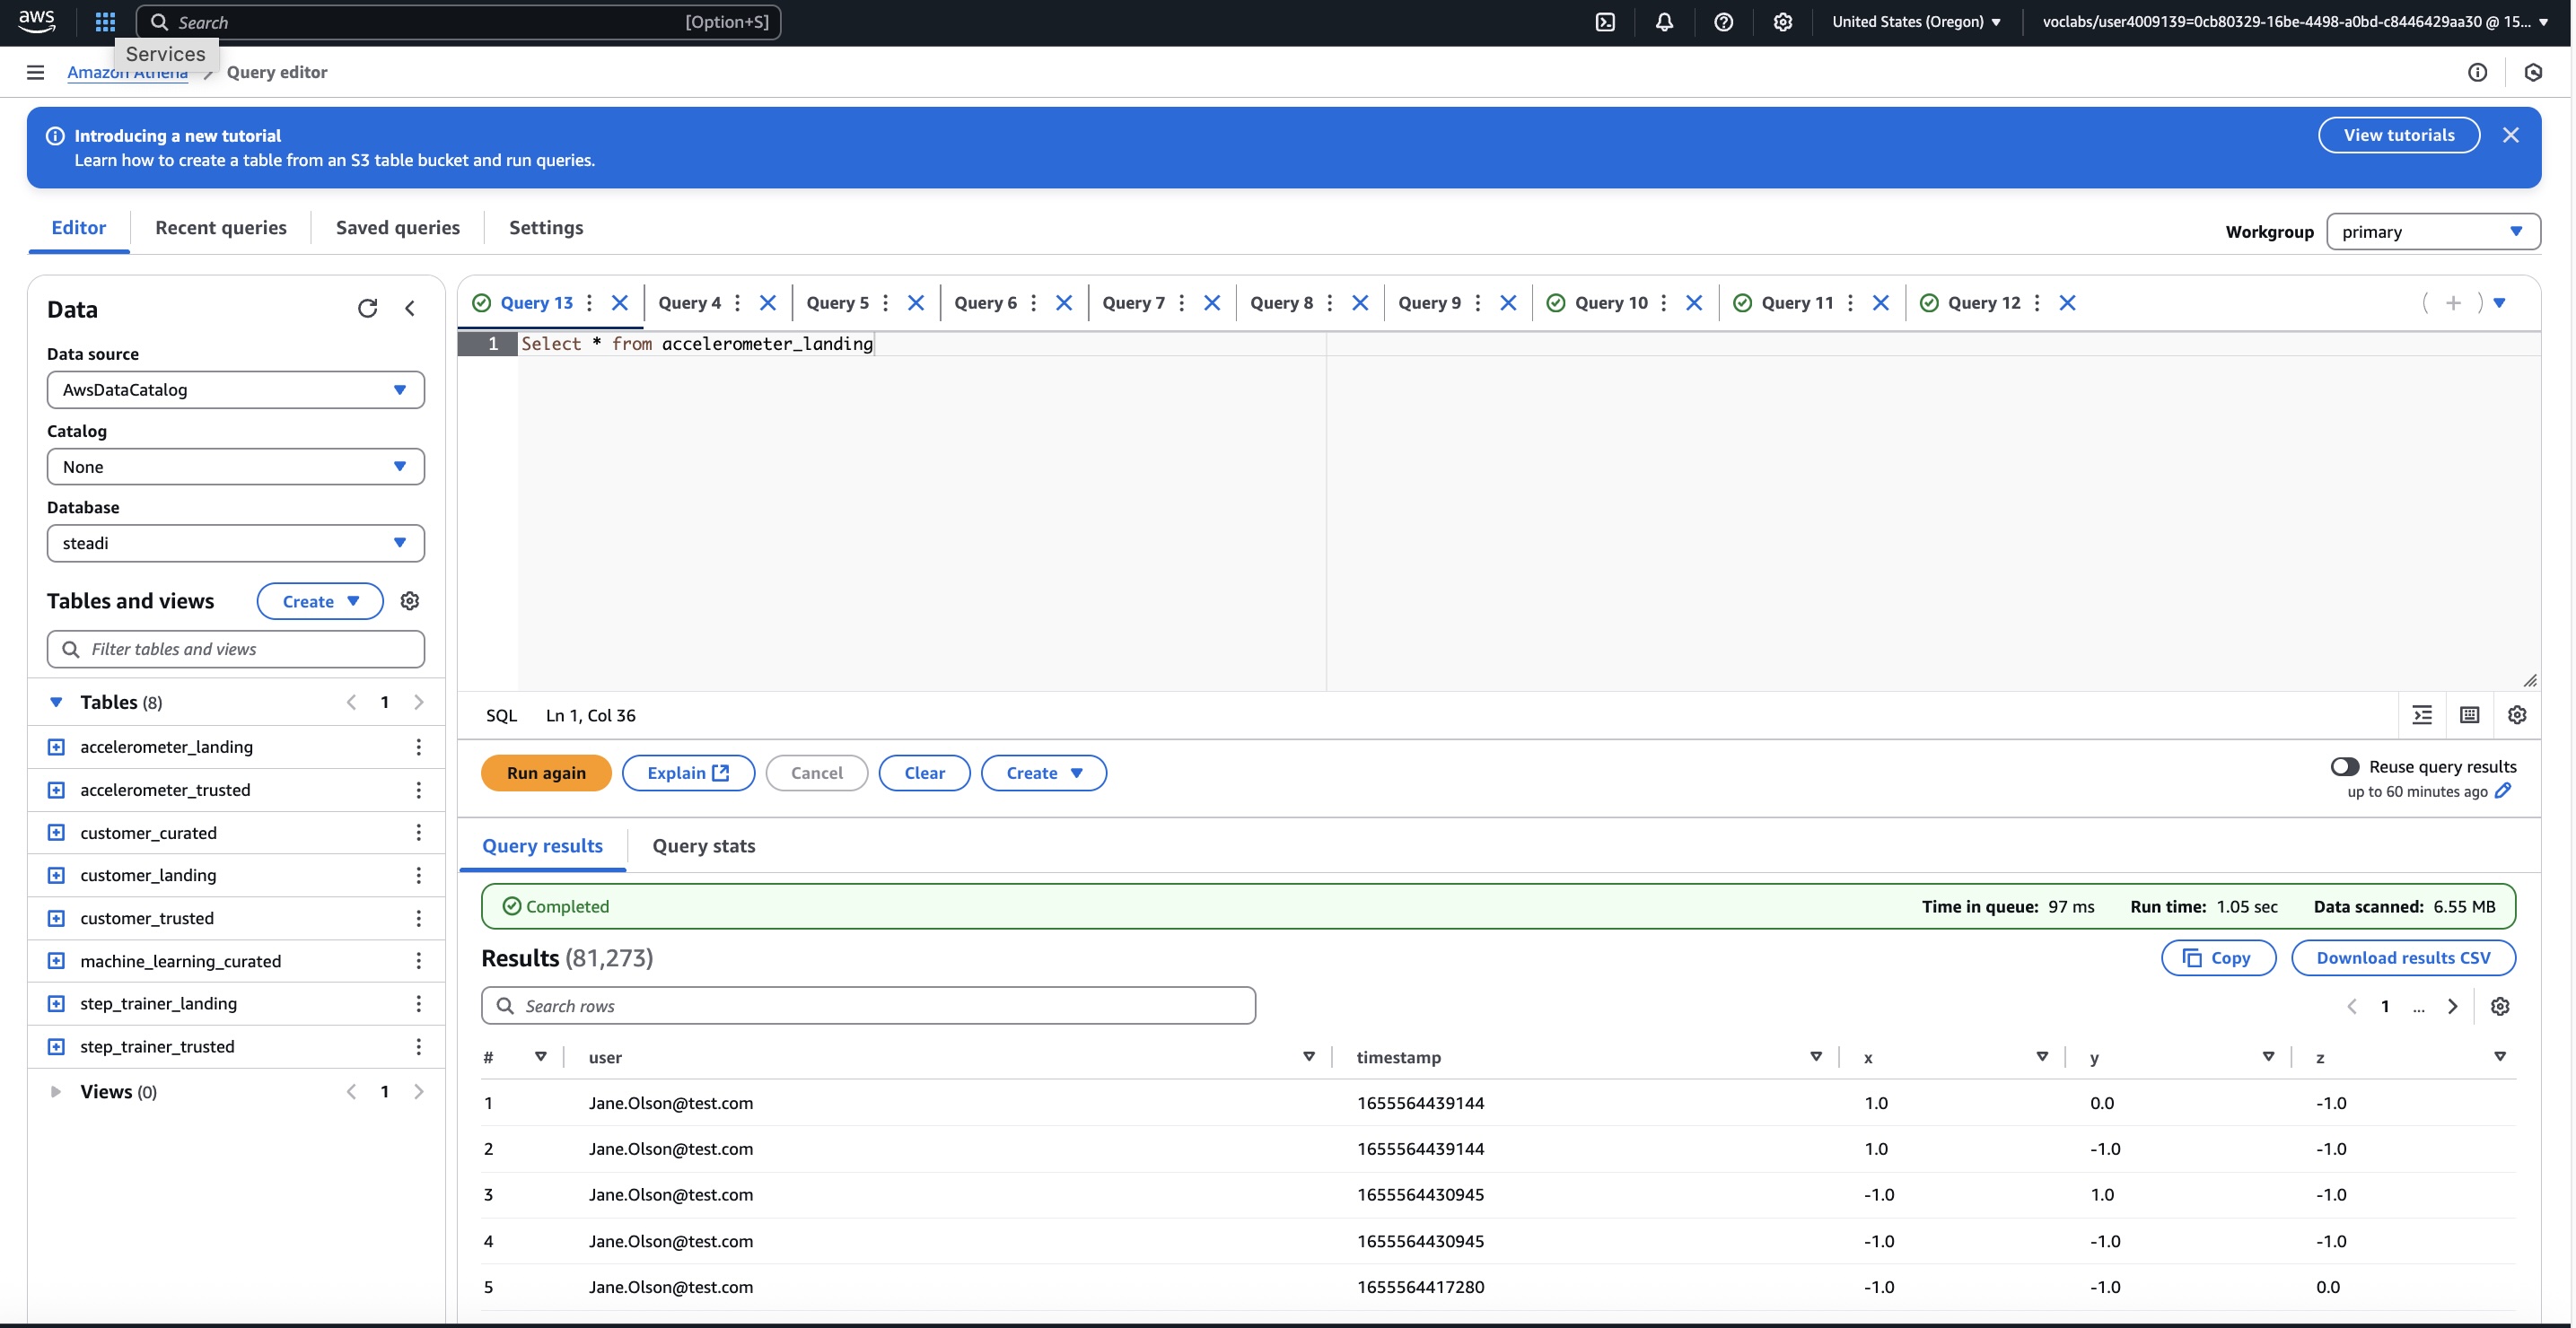 aws
Search [Option+S] United States (Oregon) voclabs/user4009139=0cb80329-16be-4498-a0bd-c8446429aa30 @ 15...
Services
Amazon Athena Query editor
Introducing a new tutorial
Learn how to create a table from an S3 table bucket and run queries.
View tutorials
Editor Recent queries Saved queries Settings
Workgroup primary
Data
Data source
AwsDataCatalog
Catalog
None
Database
steadi
Tables and views Create
Filter tables and views
Tables (8) 1
accelerometer_landing
accelerometer_trusted
customer_curated
customer_landing
customer_trusted
machine_learning_curated
step_trainer_landing
step_trainer_trusted
Views (0) 1
Query 13 Query 4 Query 5 Query 6 Query 7 Query 8 Query 9 Query 10 Query 11 Query 12
1 Select * from accelerometer_landing
SQL Ln 1, Col 36
Run again Explain Cancel Clear Create
Reuse query results
up to 60 minutes ago
Query results Query stats
Completed Time in queue: 97 ms Run time: 1.05 sec Data scanned: 6.55 MB
Results (81,273) Copy Download results CSV
Search rows 1 ...
# user timestamp x y z
1 Jane.Olson@test.com 1655564439144 1.0 0.0 -1.0
2 Jane.Olson@test.com 1655564439144 1.0 -1.0 -1.0
3 Jane.Olson@test.com 1655564430945 -1.0 1.0 -1.0
4 Jane.Olson@test.com 1655564430945 -1.0 -1.0 -1.0
5 Jane.Olson@test.com 1655564417280 -1.0 -1.0 0.0